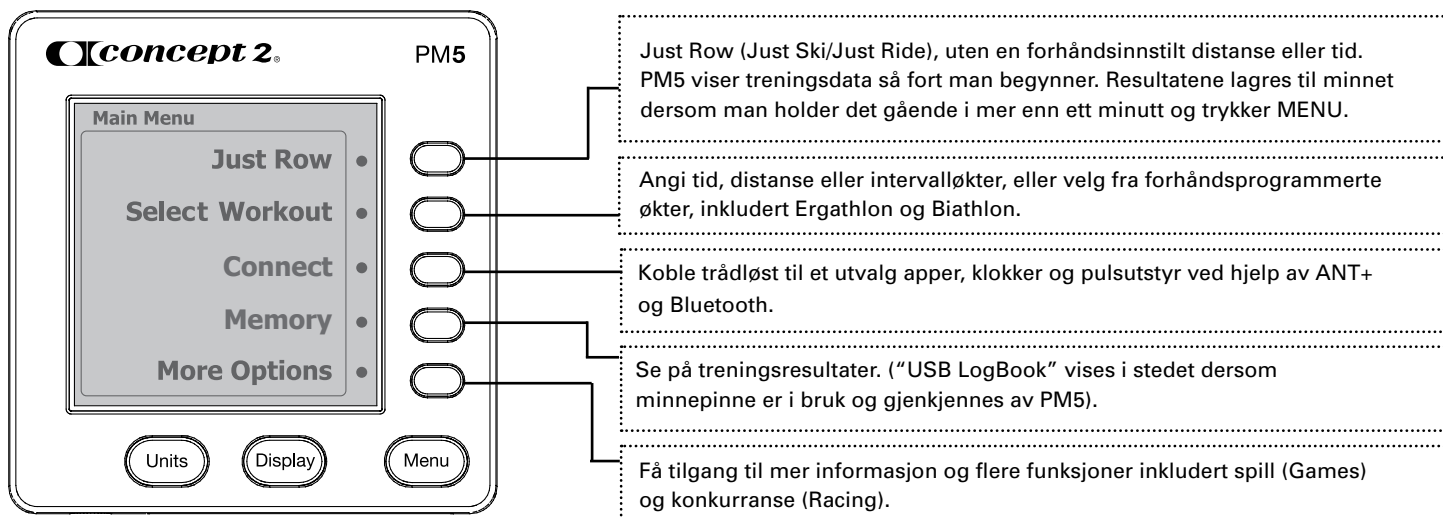 concept 2®
PM5
Main Menu
Just Row
Select Workout
Connect
Memory
More Options
Units
Display
Menu
Just Row (Just Ski/Just Ride), uten en forhåndsinnstilt distanse eller tid.
PM5 viser treningsdata så fort man begynner. Resultatene lagres til minnet
dersom man holder det gående i mer enn ett minutt og trykker MENU.
Angi tid, distanse eller intervalløkter, eller velg fra forhåndsprogrammerte
økter, inkludert Ergathlon og Biathlon.
Koble trådløst til et utvalg apper, klokker og pulsutstyr ved hjelp av ANT+
og Bluetooth.
Se på treningsresultater. (“USB LogBook” vises i stedet dersom
minnepinne er i bruk og gjenkjennes av PM5).
Få tilgang til mer informasjon og flere funksjoner inkludert spill (Games)
og konkurranse (Racing).